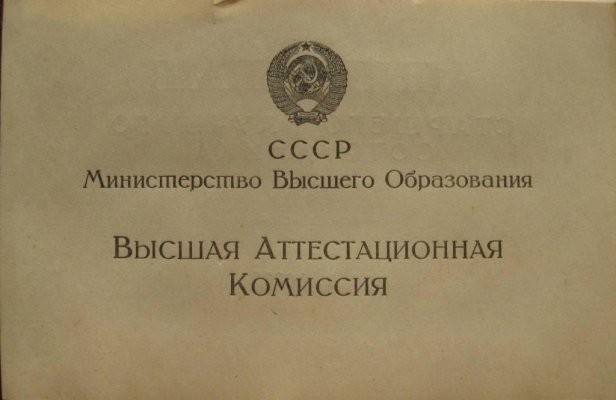 СССР
Министерство Высшего Образования
Высшая Аттестационная
Комиссия